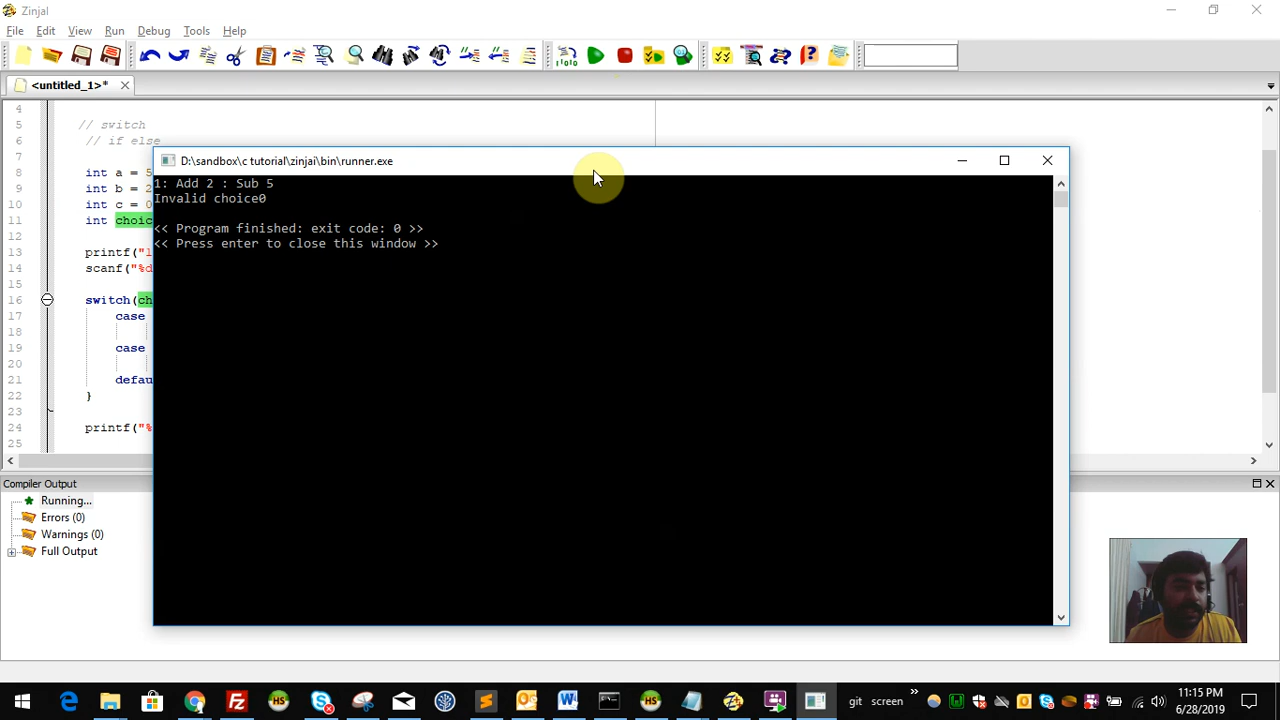 ZinjaI
File Edit View Run Debug Tools Help
<untitled_1>*
4
5 // switch
6 // if else
7
8 int a = 5
9 int b = 2
10 int c = 0
11 int choic
12
13 printf("1
14 scanf("%d
15
16 switch(ch
17 case
18
19 case
20
21 defau
22 }
23
24 printf("%
25
D:\sandbox\c tutorial\zinjai\bin\runner.exe
1: Add 2 : Sub 5
Invalid choice0
<< Program finished: exit code: 0 >>
<< Press enter to close this window >>
Compiler Output
Running...
Errors (0)
Warnings (0)
Full Output
git screen
11:15 PM
6/28/2019